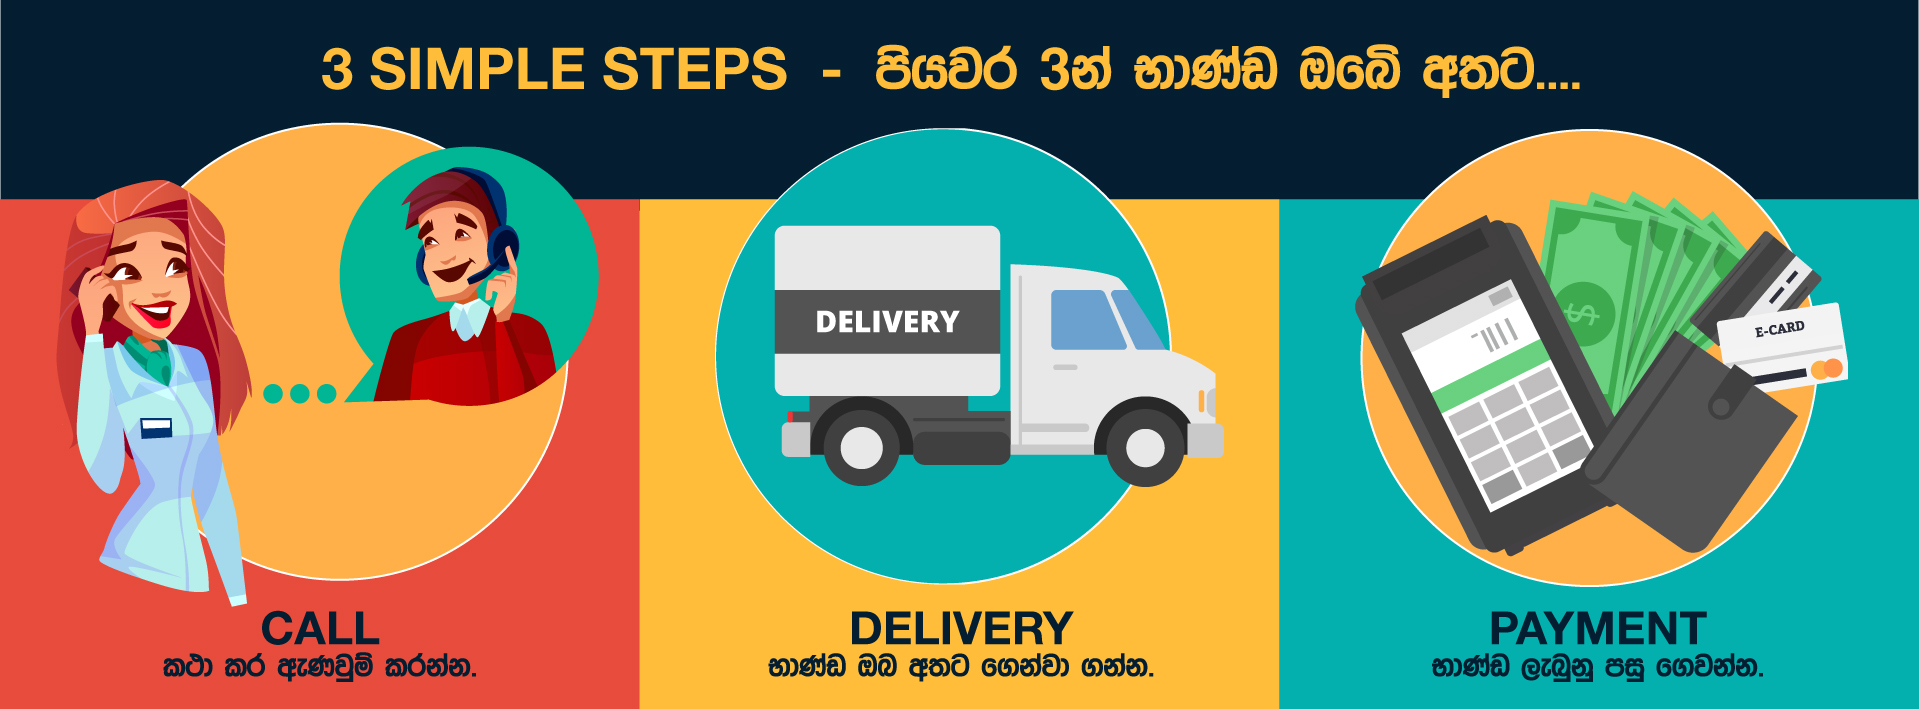 3 SIMPLE STEPS - පියවර 3න් භාණ්ඩ ඔබේ අතට....
DELIVERY
E-CARD
CALL
කථා කර ඇණවුම් කරන්න.
DELIVERY
භාණ්ඩ ඔබ අතට ගෙන්වා ගන්න.
PAYMENT
භාණ්ඩ ලැබුනු පසු ගෙවන්න.